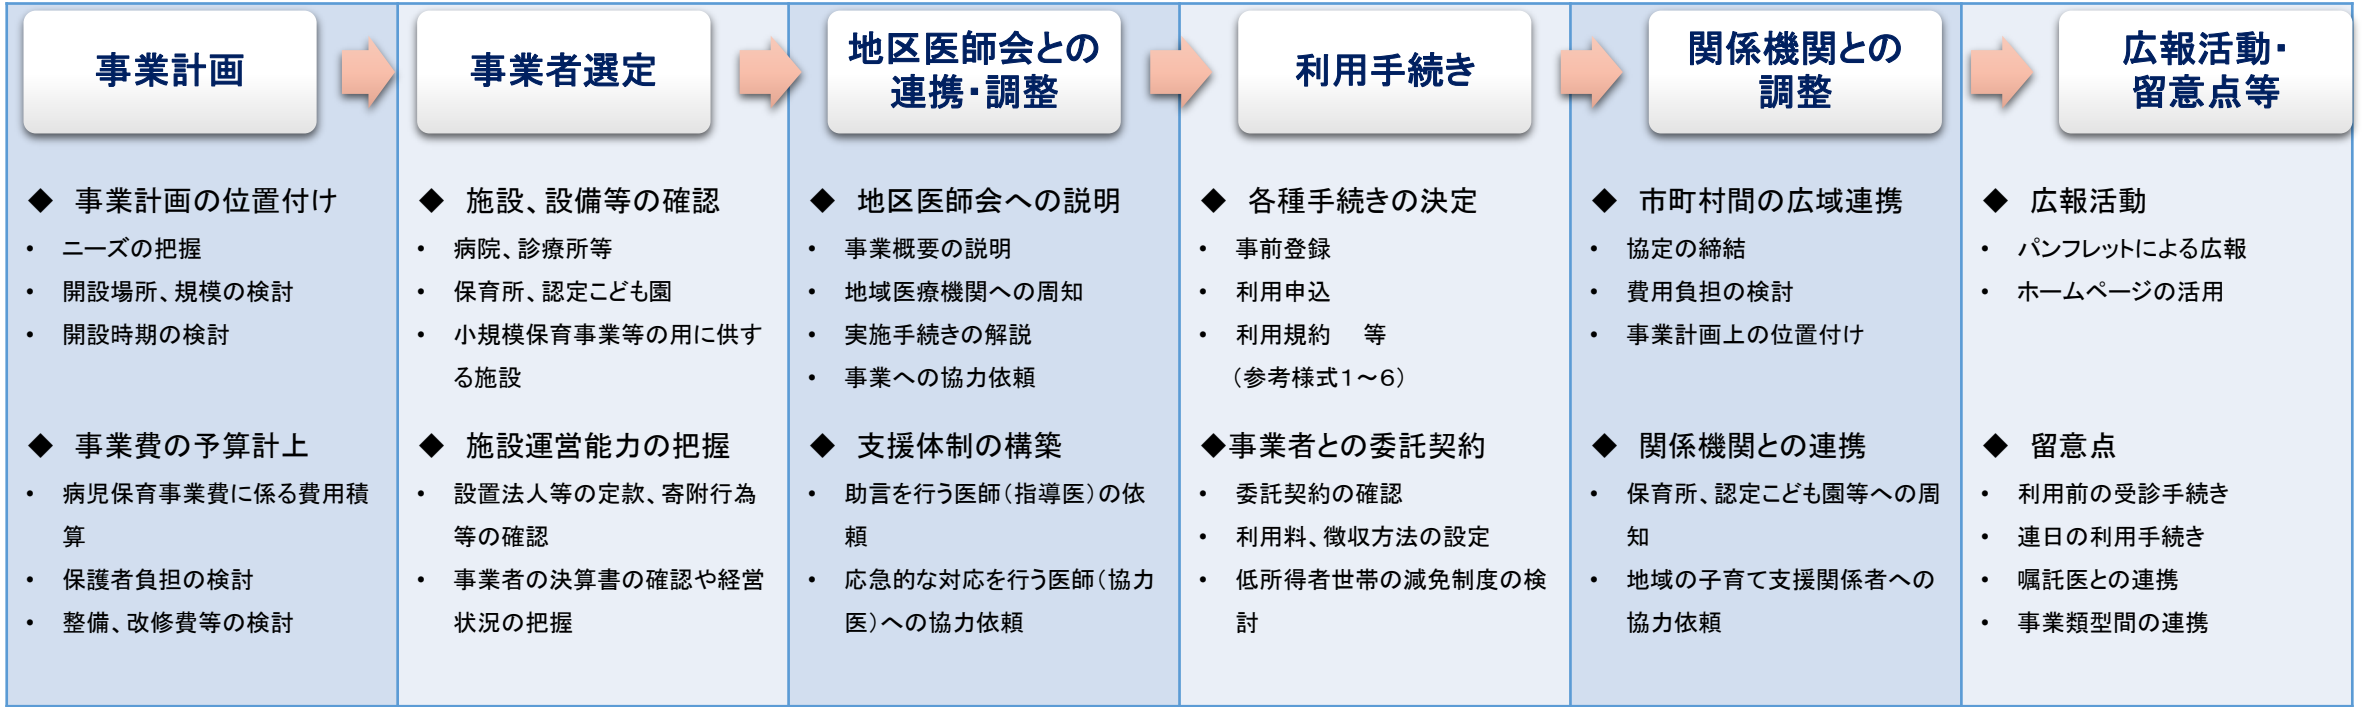 事業計画
◆ 事業計画の位置付け
・ ニーズの把握
・ 開設場所、規模の検討
・ 開設時期の検討
◆ 事業費の予算計上
・ 病児保育事業費に係る費用積
算
・ 保護者負担の検討
・ 整備、改修費等の検討
事業者選定
◆ 施設、設備等の確認
・ 病院、診療所等
・ 保育所、認定こども園
・ 小規模保育事業等の用に供す
る施設
◆ 施設運営能力の把握
・ 設置法人等の定款、寄附行為
等の確認
・ 事業者の決算書の確認や経営
状況の把握
地区医師会との
連携・調整
◆ 地区医師会への説明
・ 事業概要の説明
・ 地域医療機関への周知
・ 実施手続きの解説
・ 事業への協力依頼
◆ 支援体制の構築
・ 助言を行う医師（指導医）の依
頼
・ 応急的な対応を行う医師（協力
医）への協力依頼
利用手続き
◆ 各種手続きの決定
・ 事前登録
・ 利用申込
・ 利用規約　等
（参考様式１～６）
◆事業者との委託契約
・ 委託契約の確認
・ 利用料、徴収方法の設定
・ 低所得者世帯の減免制度の検
討
関係機関との
調整
◆ 市町村間の広域連携
・ 協定の締結
・ 費用負担の検討
・ 事業計画上の位置付け
◆ 関係機関との連携
・ 保育所、認定こども園等への周
知
・ 地域の子育て支援関係者への
協力依頼
広報活動・
留意点等
◆ 広報活動
・ パンフレットによる広報
・ ホームページの活用
◆ 留意点
・ 利用前の受診手続き
・ 連日の利用手続き
・ 嘱託医との連携
・ 事業類型間の連携